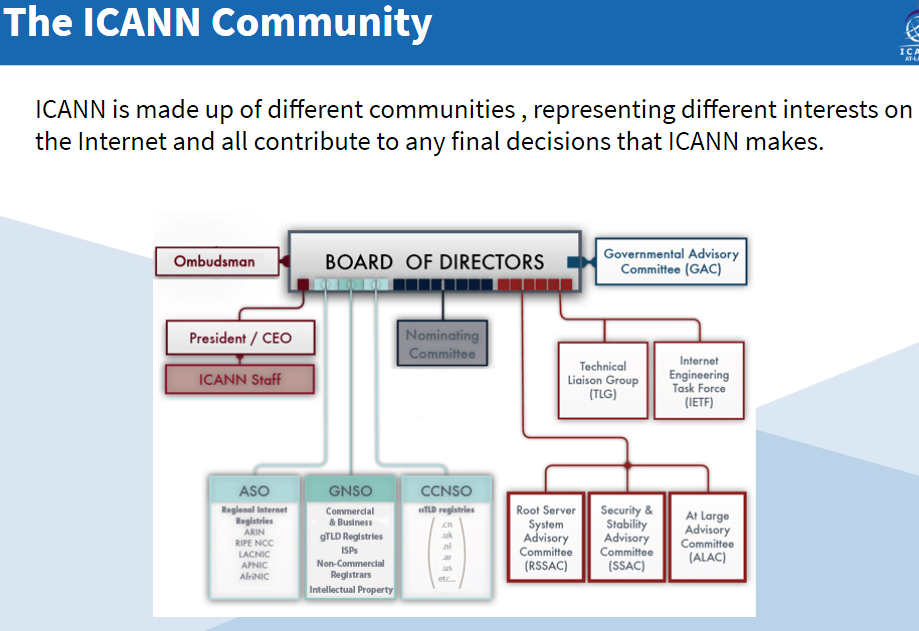 The ICANN Community
ICANN is made up of different communities , representing different interests on
the Internet and all contribute to any final decisions that ICANN makes.
Ombudsman
BOARD OF DIRECTORS
Governmental Advisory
Committee (GAC)
President / CEO
ICANN Staff
Nominating
Committee
Technical
Liaison Group
(TLG)
Internet
Engineering
Task Force
(IETF)
ASO
Regional Internet
Registries
ARIN
RIPE NCC
LACNIC
APNIC
AfriNIC
GNSO
Commercial
& Business
gTLD Registries
ISPs
Non-Commercial
Registrars
Intellectual Property
CCNSO
ccTLD registries
.cn
.uk
.nl
.us
etc...
Root Server
System
Advisory
Committee
(RSSAC)
Security &
Stability
Advisory
Committee
(SSAC)
At Large
Advisory
Committee
(ALAC)